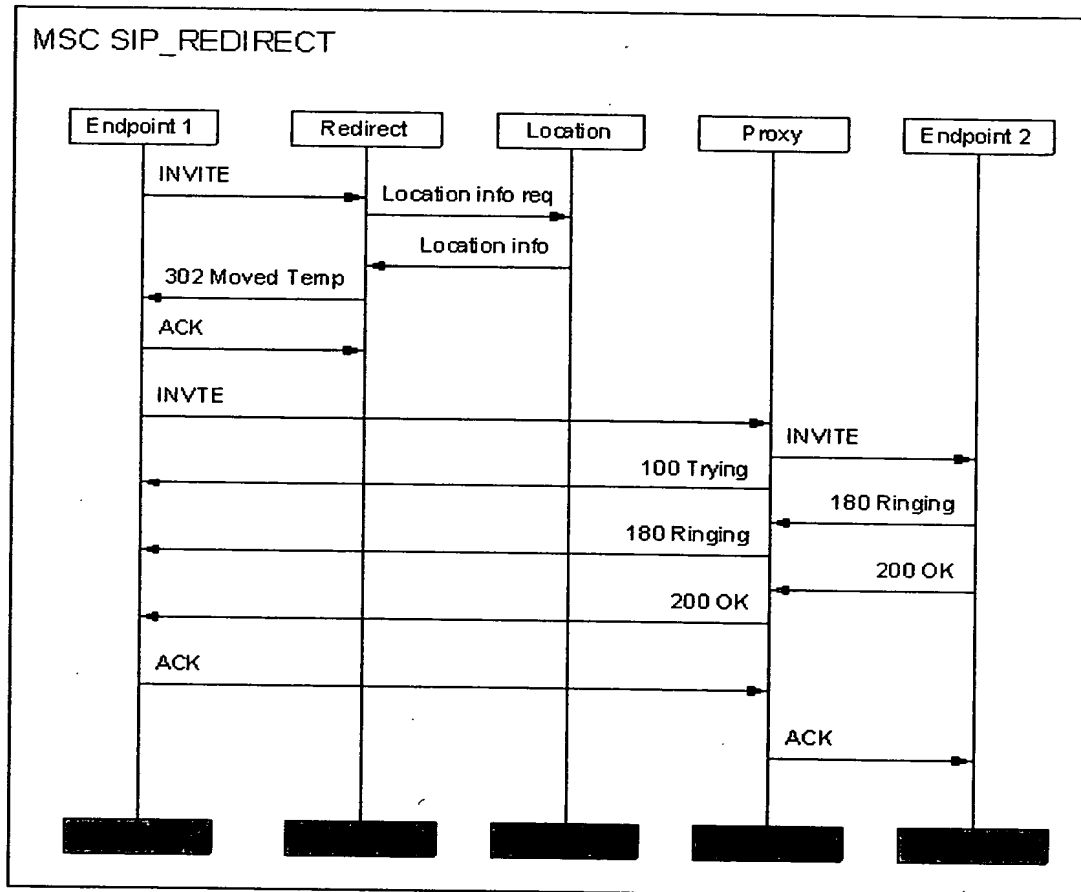 MSC SIP_REDIRECT
Endpoint 1
Redirect
Location
Proxy
Endpoint 2
INVITE
Location info req
Location info
302 Moved Temp
ACK
INVTE
INVITE
100 Trying
180 Ringing
180 Ringing
200 OK
200 OK
ACK
ACK